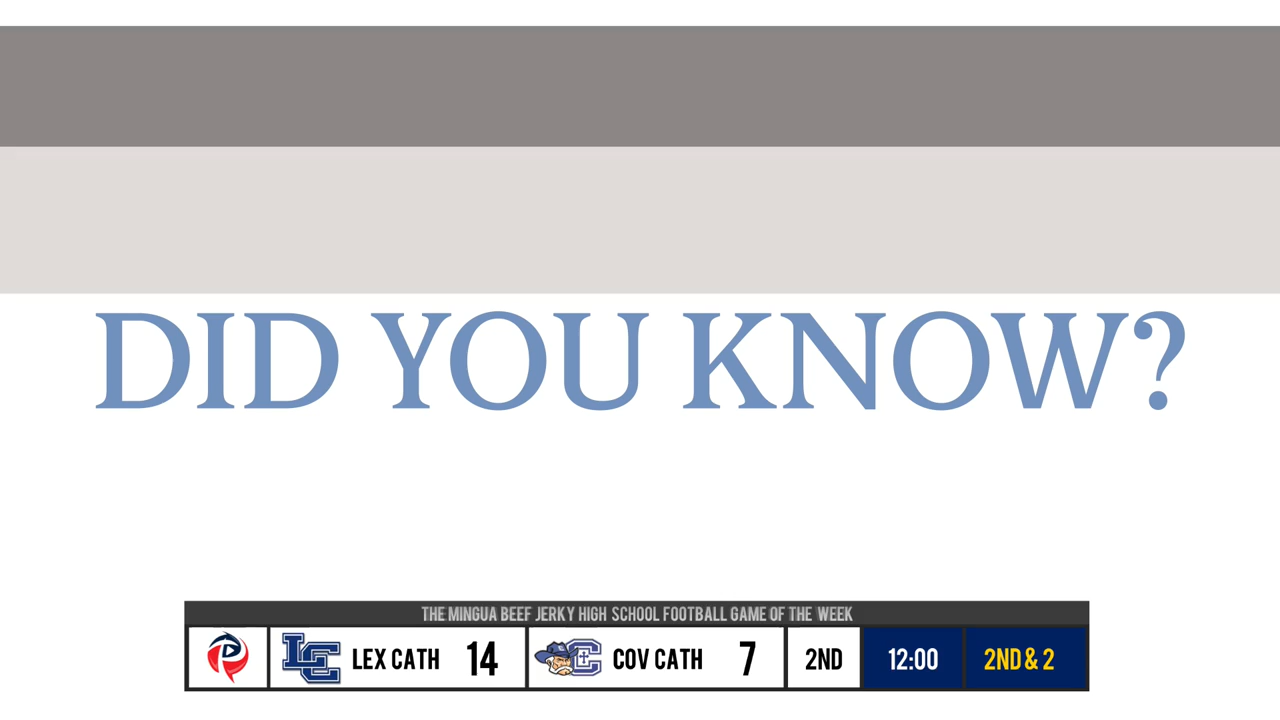 DID YOU KNOW?
THE MINGUA BEEF JERKY HIGH SCHOOL FOOTBALL GAME OF THE WEEK
P LC LEX CATH 14 C COV CATH 7 2ND 12:00 2ND & 2